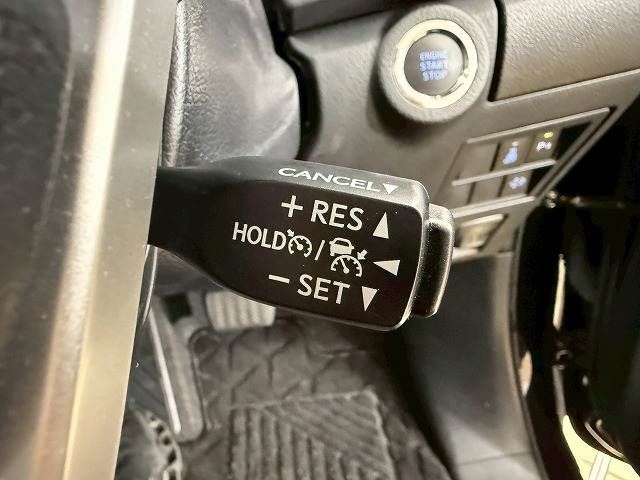 ENGINE
START
STOP
CANCEL▼
+ RES ▲
HOLD / ◀
− SET ▼
P